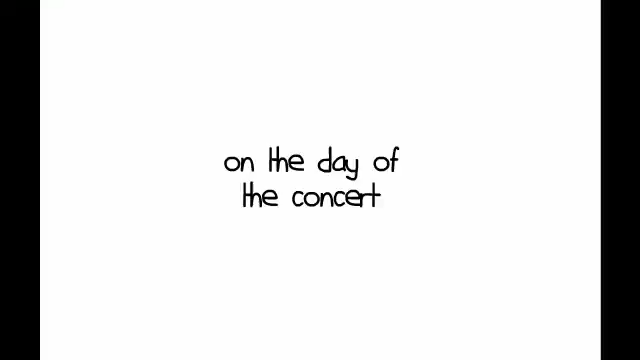 on the day of
the concert